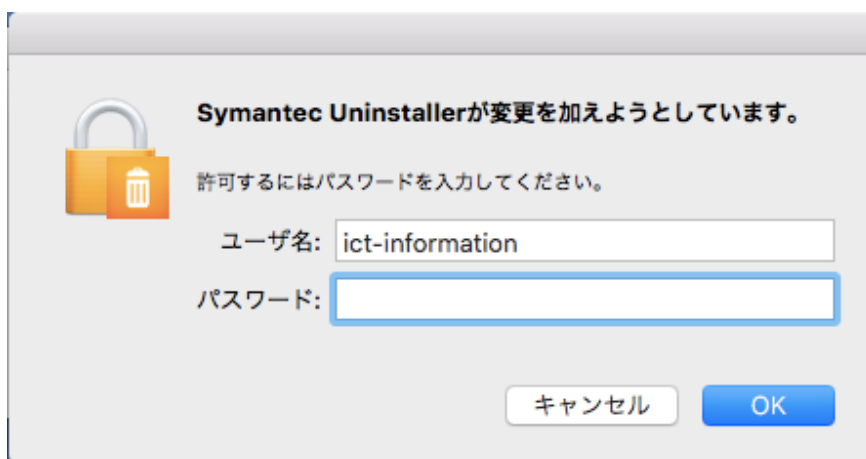 Symantec Uninstallerが変更を加えようとしています。
許可するにはパスワードを入力してください。
ユーザ名: ict-information
パスワード:
キャンセル OK